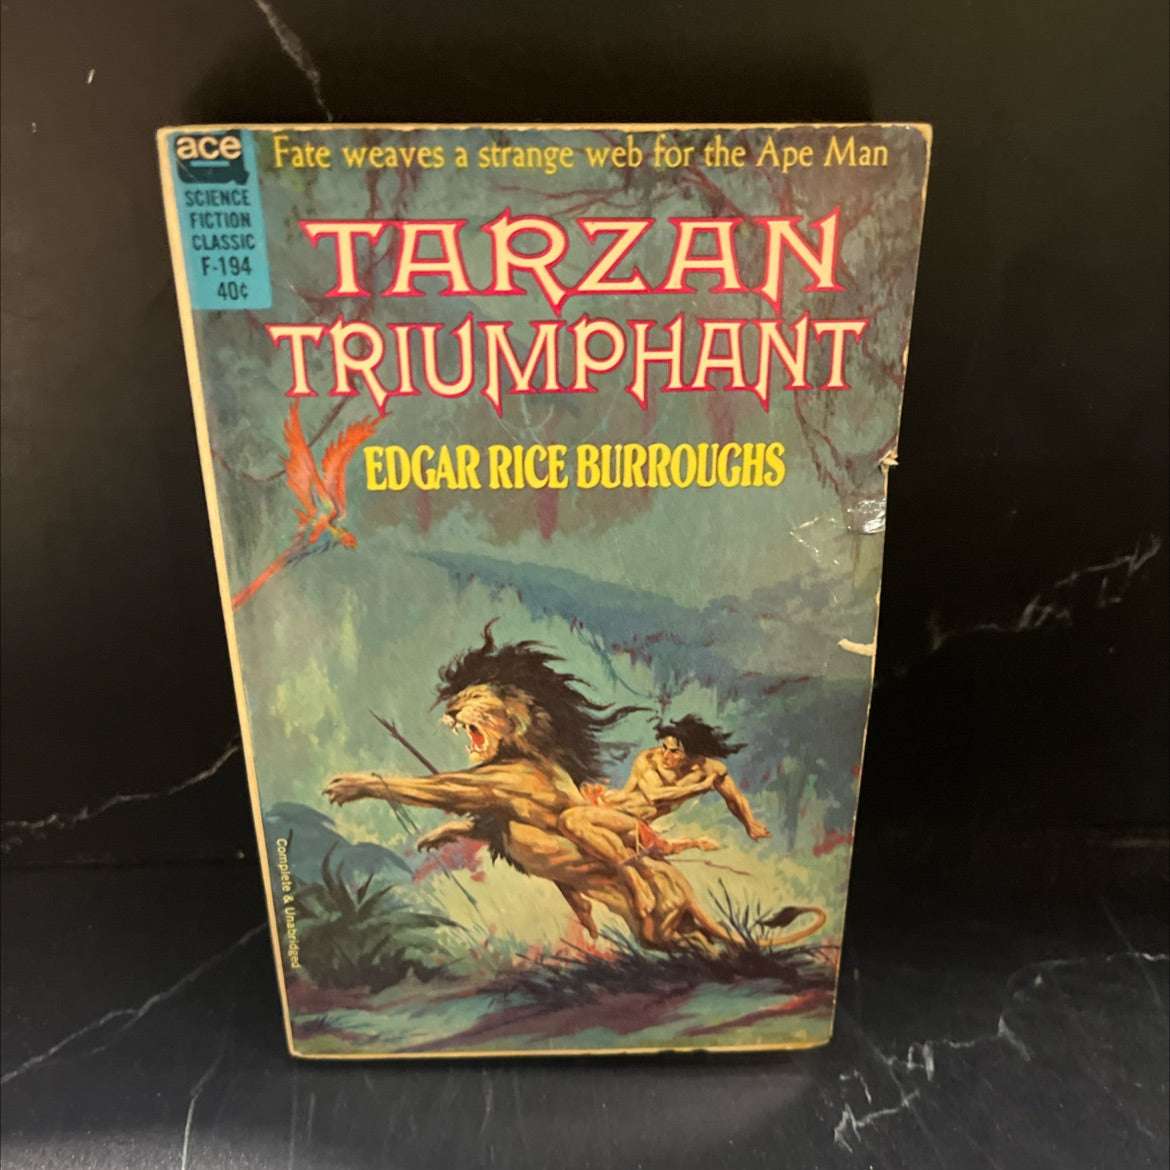 ace
SCIENCE
FICTION
CLASSIC
F-194
40¢
Fate weaves a strange web for the Ape Man
TARZAN
TRIUMPHANT
EDGAR RICE BURROUGHS
Complete & Unabridged